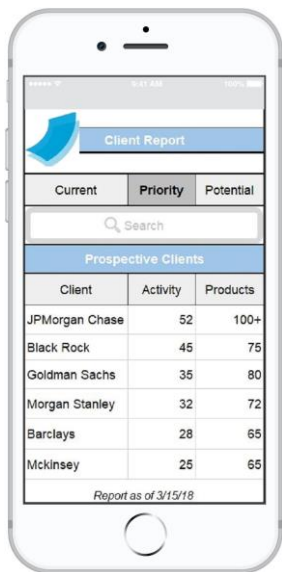 9:41 AM 100%
Client Report
Current Priority Potential
Search
Prospective Clients
Client Activity Products
JPMorgan Chase 52 100+
Black Rock 45 75
Goldman Sachs 35 80
Morgan Stanley 32 72
Barclays 28 65
Mckinsey 25 65
Report as of 3/15/18